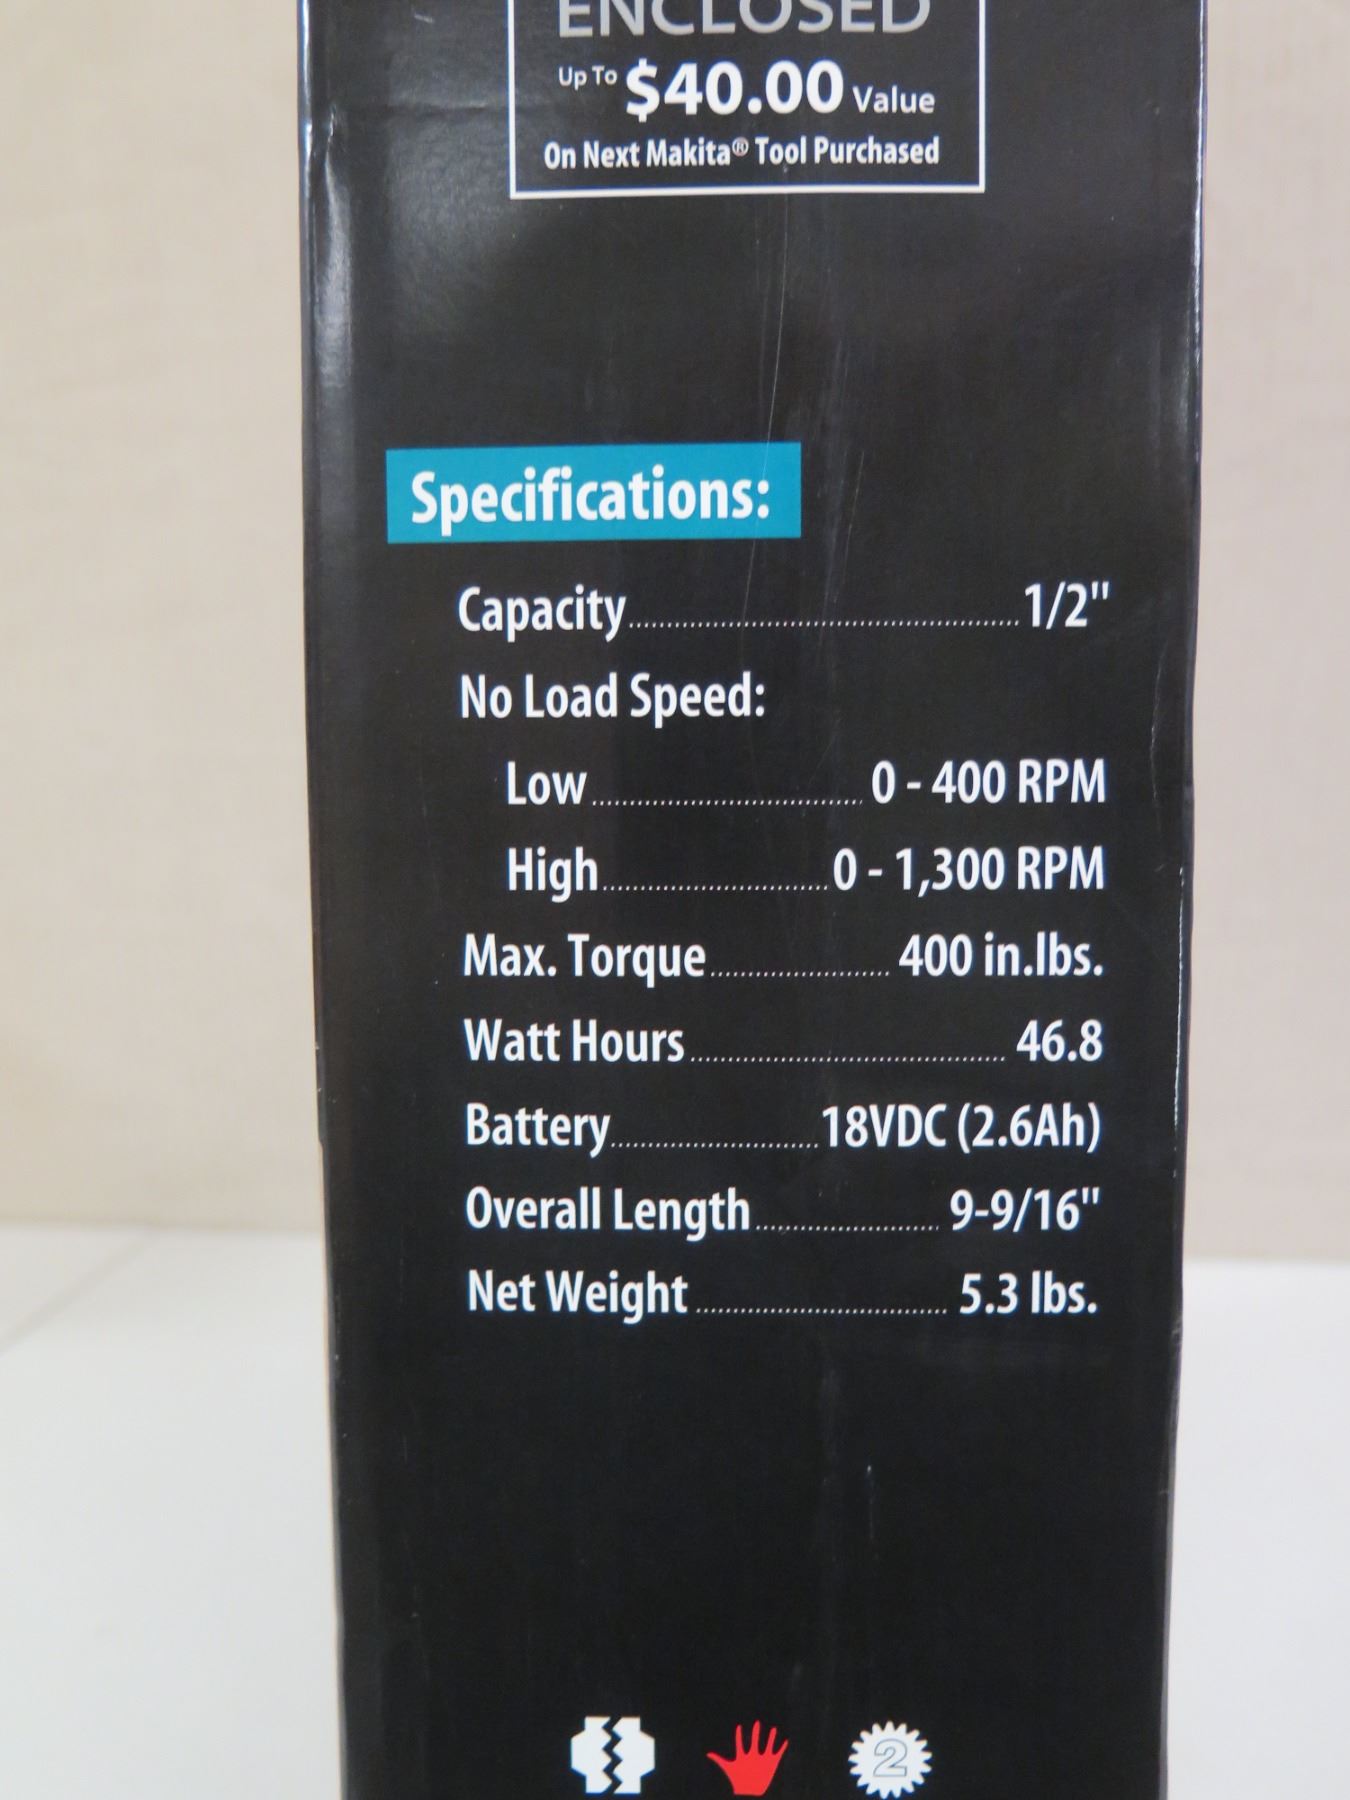 ENCLOSED
Up To $40.00 Value
On Next Makita® Tool Purchased
Specifications:
Capacity 1/2"
No Load Speed:
Low 0 - 400 RPM
High 0 - 1,300 RPM
Max. Torque 400 in.lbs.
Watt Hours 46.8
Battery 18VDC (2.6Ah)
Overall Length 9-9/16"
Net Weight 5.3 lbs.
2